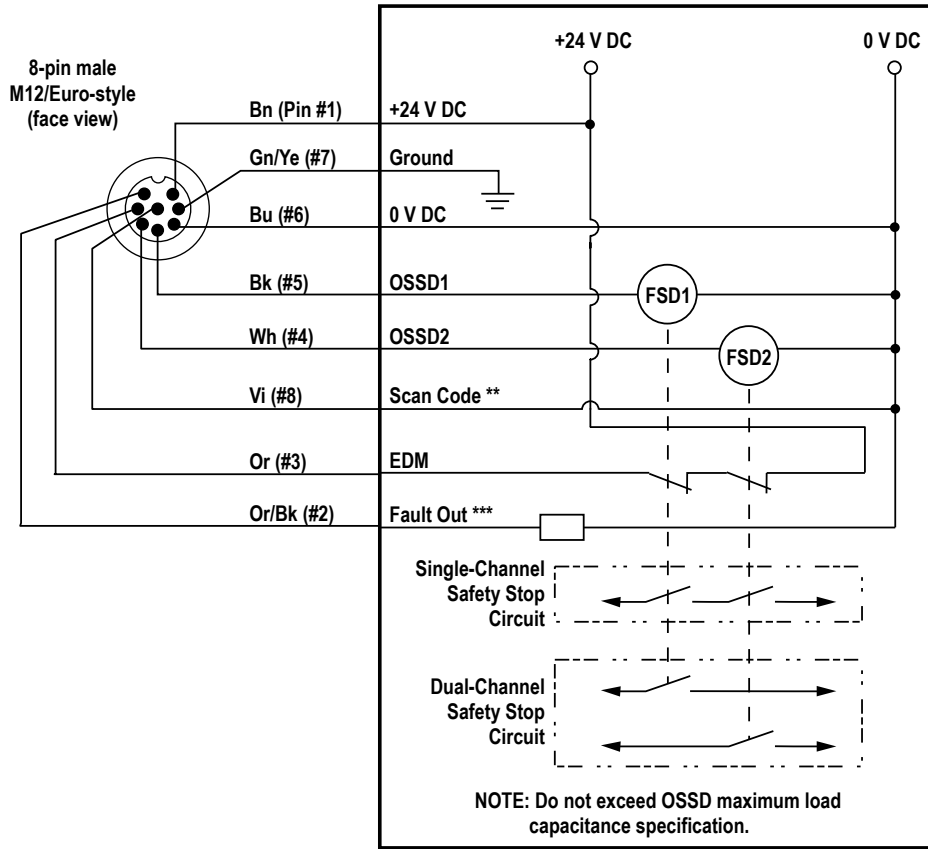 +24 V DC
0 V DC
8-pin male
M12/Euro-style
(face view)
Bn (Pin #1)
+24 V DC
Gn/Ye (#7)
Ground
Bu (#6)
0 V DC
Bk (#5)
OSSD1
FSD1
Wh (#4)
OSSD2
FSD2
Vi (#8)
Scan Code **
Or (#3)
EDM
Or/Bk (#2)
Fault Out ***
Single-Channel
Safety Stop
Circuit
Dual-Channel
Safety Stop
Circuit
NOTE: Do not exceed OSSD maximum load
capacitance specification.